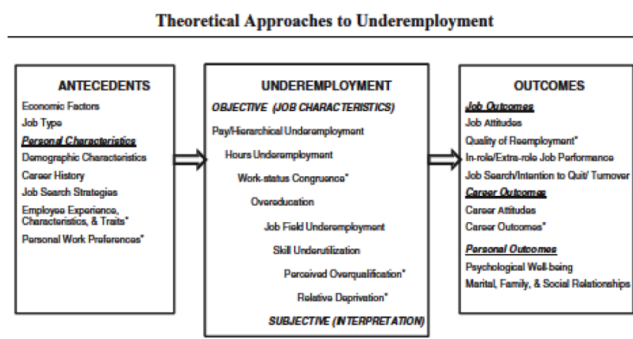 Theoretical Approaches to Underemployment
ANTECEDENTS
Economic Factors
Job Type
Personal Characteristics
Demographic Characteristics
Career History
Job Search Strategies
Employee Experience,
Characteristics, & Traits*
Personal Work Preferences*
UNDEREMPLOYMENT
OBJECTIVE (JOB CHARACTERISTICS)
Pay/Hierarchical Underemployment
Hours Underemployment
Work-status Congruence*
Overeducation
Job Field Underemployment
Skill Underutilization
Perceived Overqualification*
Relative Deprivation*
SUBJECTIVE (INTERPRETATION)
OUTCOMES
Job Outcomes
Job Attitudes
Quality of Reemployment*
In-role/Extra-role Job Performance
Job Search/Intention to Quit/ Turnover
Career Outcomes
Career Attitudes
Career Outcomes*
Personal Outcomes
Psychological Well-being
Marital, Family, & Social Relationships